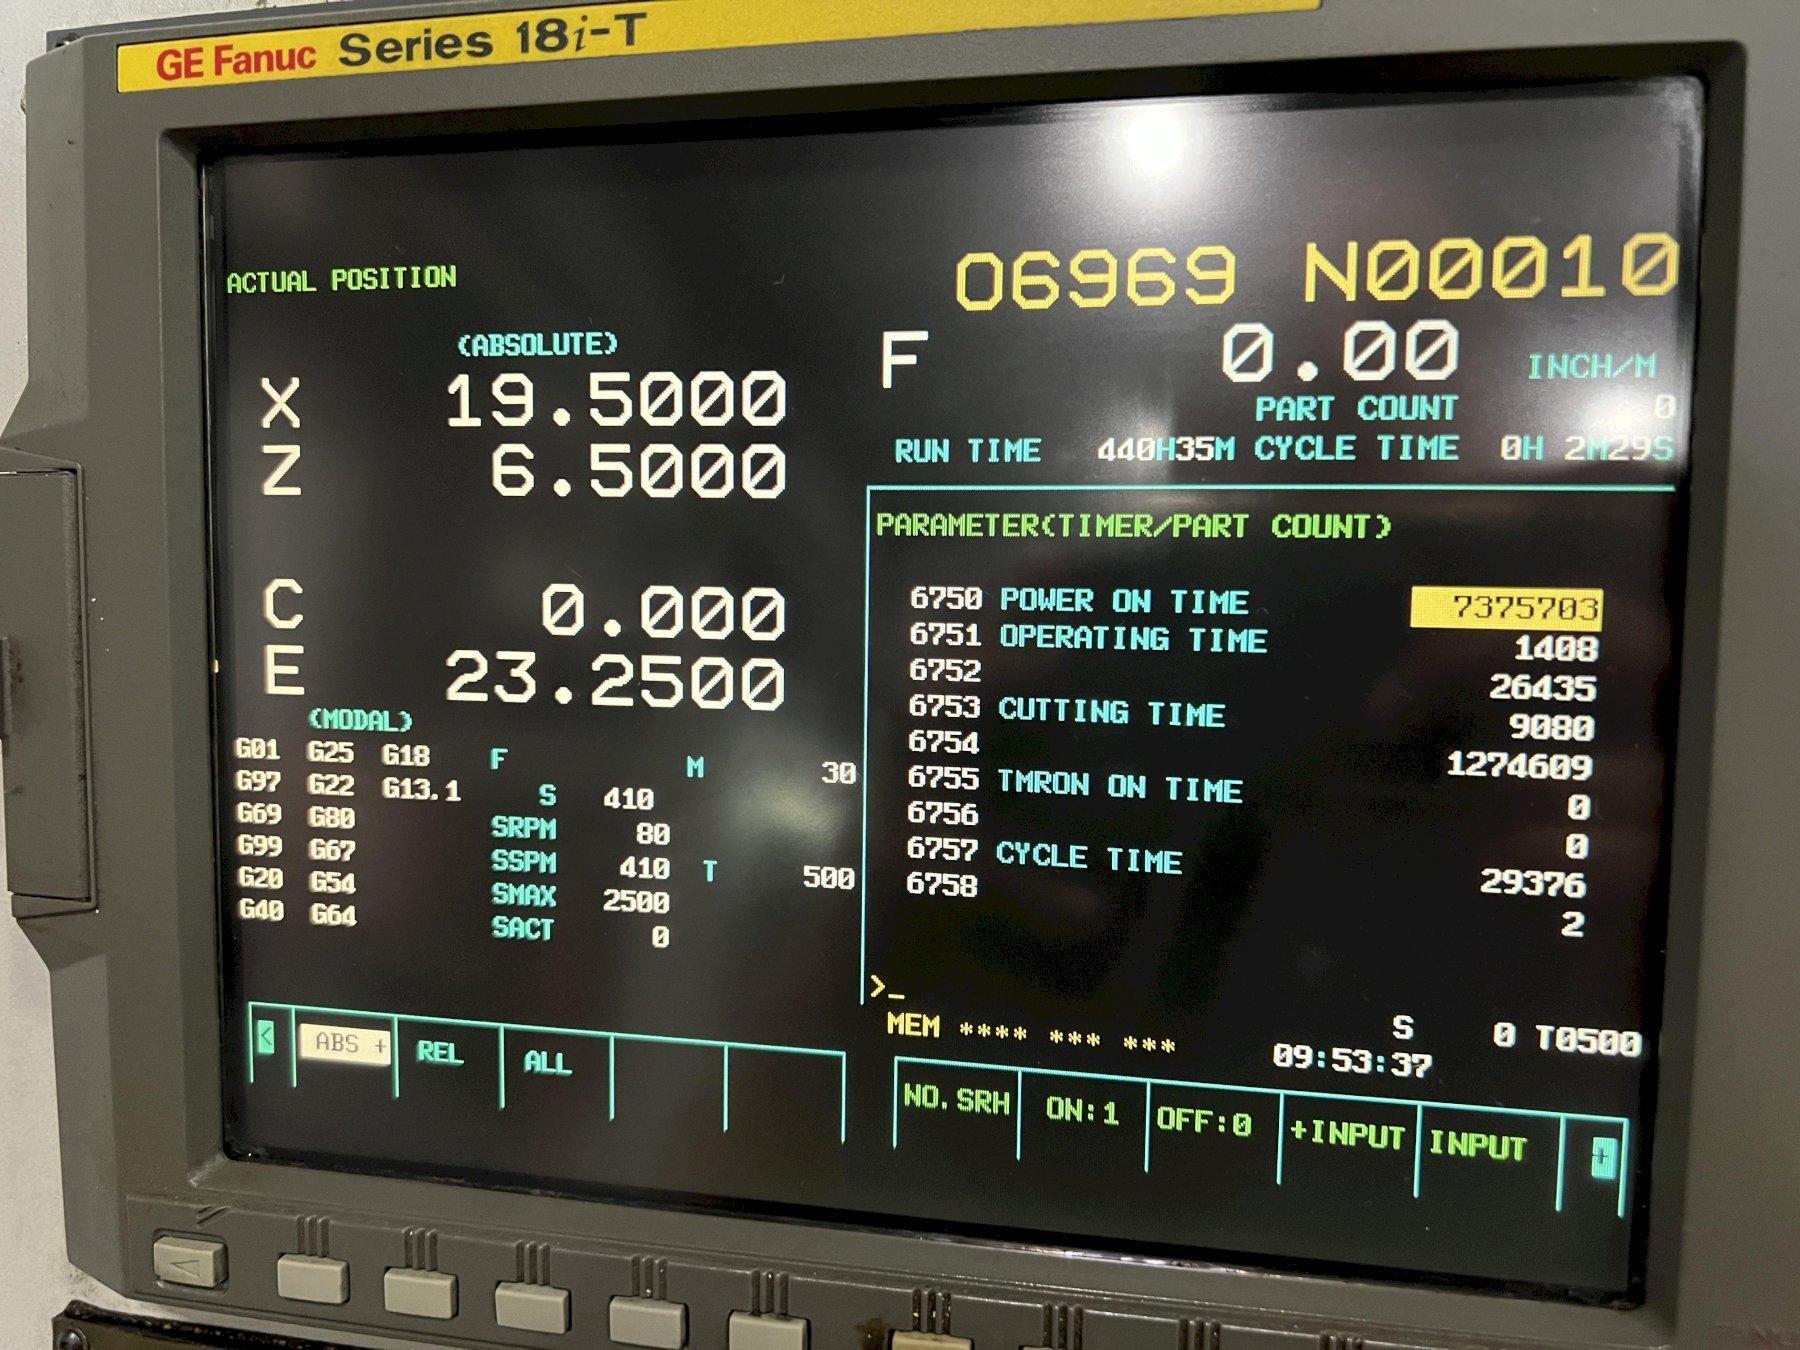 GE Fanuc Series 18i-T
ACTUAL POSITION
O6969 N00010
(ABSOLUTE)
X 19.5000
Z 6.5000
C 0.000
E 23.2500
F 0.00 INCH/M
PART COUNT 0
RUN TIME 440H35M CYCLE TIME 0H 2M29S
(MODAL)
G01 G25 G18 F M 30
G97 G22 G13.1 S 410
G69 G80 SRPM 80
G99 G67 SSPM 410 T 500
G20 G54 SMAX 2500
G40 G64 SACT 0
PARAMETER(TIMER/PART COUNT)
6750 POWER ON TIME 7375703
6751 OPERATING TIME 1408
6752 26435
6753 CUTTING TIME 9080
6754 1274609
6755 TMRON ON TIME 0
6756 0
6757 CYCLE TIME 29376
6758 2
>_
MEM **** *** ***
S 0 T0500
09:53:37
< ABS + REL ALL
NO.SRH ON:1 OFF:0 +INPUT INPUT +